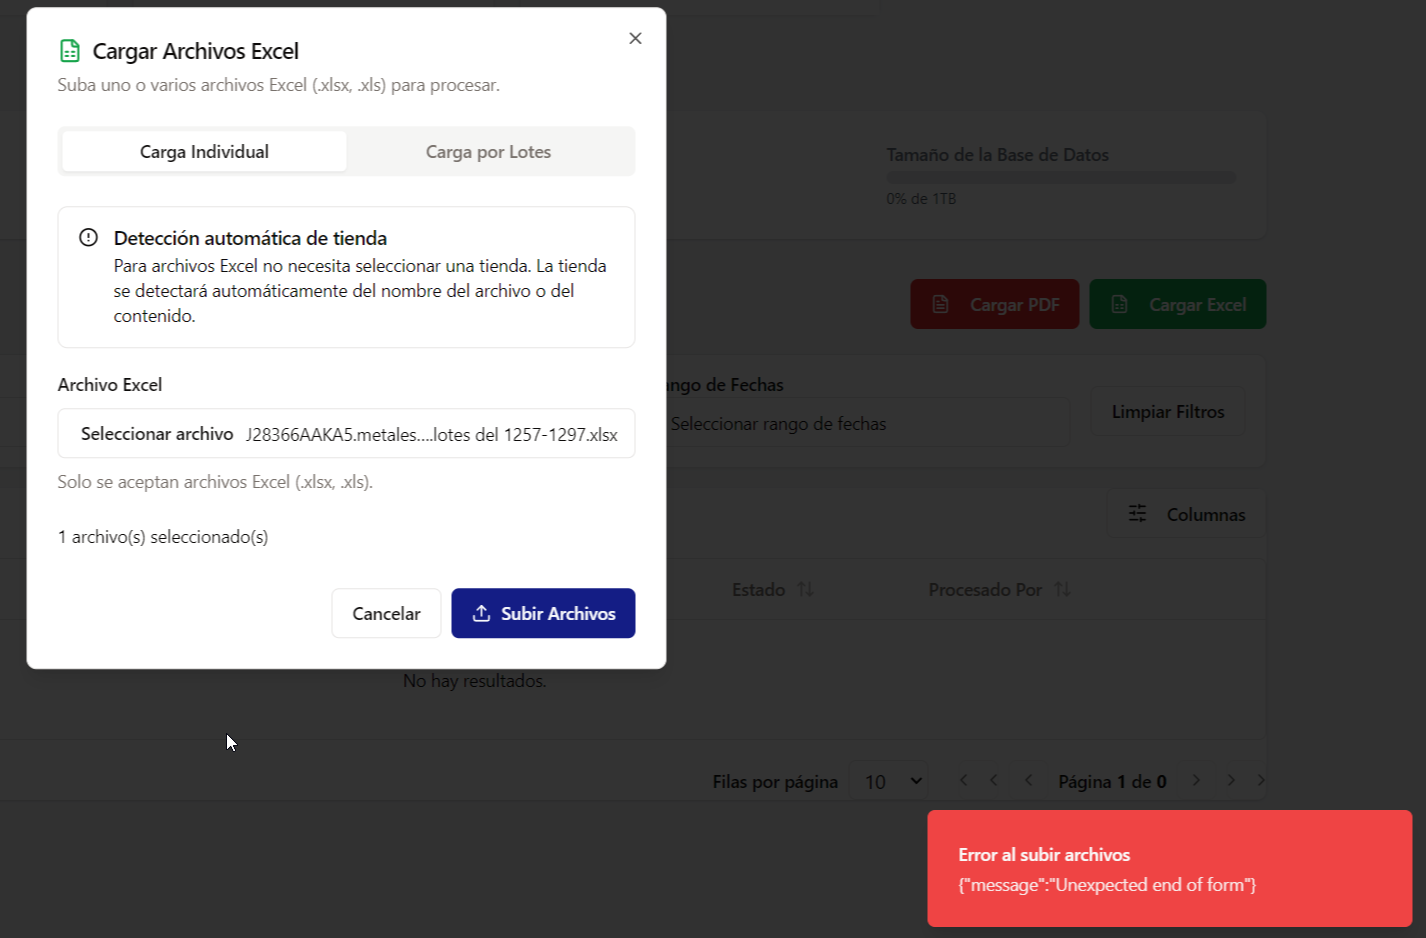 Cargar Archivos Excel
Suba uno o varios archivos Excel (.xlsx, .xls) para procesar.
Carga Individual
Carga por Lotes
Detección automática de tienda
Para archivos Excel no necesita seleccionar una tienda. La tienda
se detectará automáticamente del nombre del archivo o del
contenido.
Archivo Excel
Seleccionar archivo J28366AAKA5.metales....lotes del 1257-1297.xlsx
Solo se aceptan archivos Excel (.xlsx, .xls).
1 archivo(s) seleccionado(s)
Cancelar
Subir Archivos
Tamaño de la Base de Datos
0% de 1TB
Cargar PDF
Cargar Excel
ango de Fechas
Seleccionar rango de fechas
Limpiar Filtros
Columnas
Estado
Procesado Por
No hay resultados.
Filas por página 10
Página 1 de 0
Error al subir archivos
{"message":"Unexpected end of form"}